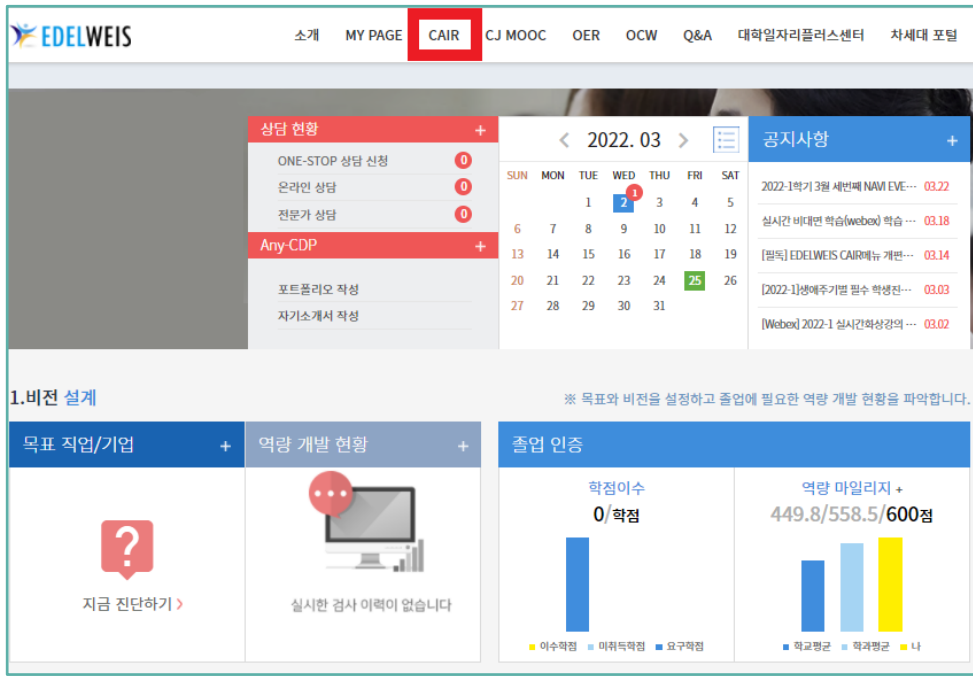 EDELWEIS
소개 MY PAGE CAIR CJ MOOC OER OCW Q&A 대학일자리플러스센터 차세대 포털
상담 현황 +
ONE-STOP 상담 신청 0
온라인 상담 0
전문가 상담 0
Any-CDP +
포트폴리오 작성
자기소개서 작성
< 2022. 03 >
SUN MON TUE WED THU FRI SAT
1
1 2 3 4 5
6 7 8 9 10 11 12
13 14 15 16 17 18 19
20 21 22 23 24 25 26
27 28 29 30 31
공지사항 +
2022-1학기 3월 세번째 NAVI EVE··· 03.22
실시간 비대면 학습(webex) 학습 ··· 03.18
[필독] EDELWEIS CAIR메뉴 개편··· 03.14
[2022-1]생애주기별 필수 학생진··· 03.03
[Webex] 2022-1 실시간화상강의 ··· 03.02
1.비전 설계
※ 목표와 비전을 설정하고 졸업에 필요한 역량 개발 현황을 파악합니다.
목표 직업/기업 +
?
지금 진단하기 >
역량 개발 현황 +
실시한 검사 이력이 없습니다
졸업 인증
학점이수
0/학점
이수학점 미취득학점 요구학점
역량 마일리지 +
449.8/558.5/600점
학교평균 학과평균 나